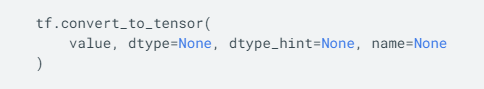 tf.convert_to_tensor(
    value, dtype=None, dtype_hint=None, name=None
)